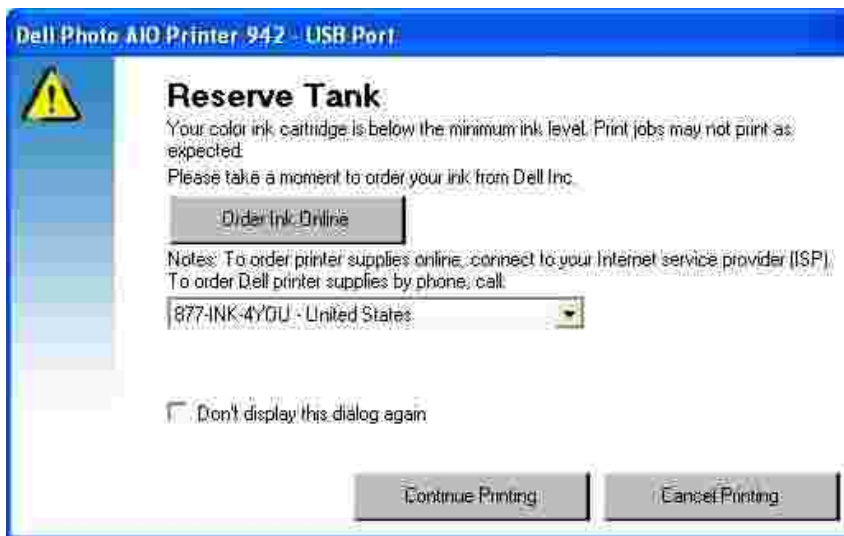 Dell Photo AIO Printer 942 - USB Port
Reserve Tank
Your color ink cartridge is below the minimum ink level. Print jobs may not print as
expected.
Please take a moment to order your ink from Dell Inc.
Order Ink Online
Notes: To order printer supplies online, connect to your Internet service provider (ISP).
To order Dell printer supplies by phone, call:
877-INK-4YOU - United States
Don't display this dialog again
Continue Printing
Cancel Printing